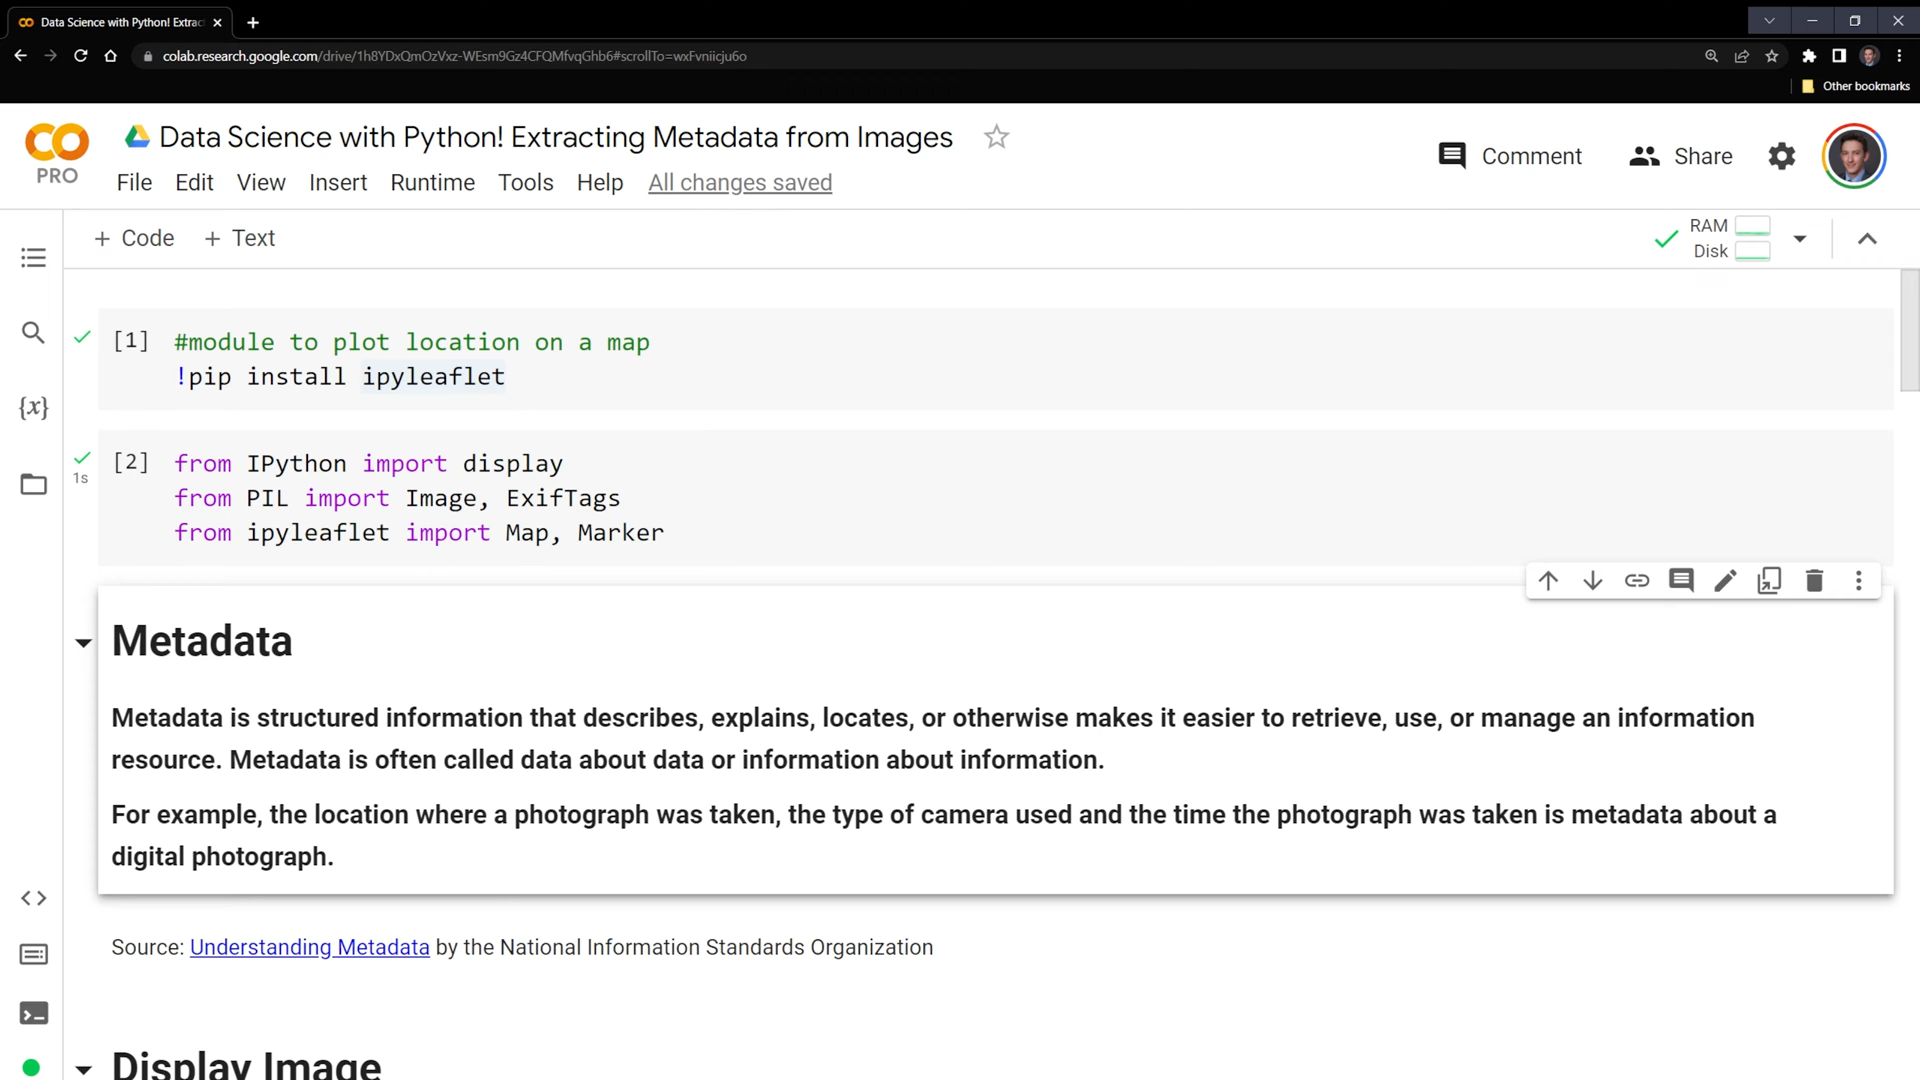 Data Science with Python! Extrac
colab.research.google.com/drive/1h8YDxQmOzVxz-WEsm9Gz4CFQMfvqGhb6#scrollTo=wxFvniicju6o
Other bookmarks
CO
PRO
Data Science with Python! Extracting Metadata from Images
Comment
Share
File Edit View Insert Runtime Tools Help All changes saved
+ Code + Text
RAM
Disk
[1] #module to plot location on a map
!pip install ipyleaflet
[2] from IPython import display
1s
from PIL import Image, ExifTags
from ipyleaflet import Map, Marker
Metadata
Metadata is structured information that describes, explains, locates, or otherwise makes it easier to retrieve, use, or manage an information
resource. Metadata is often called data about data or information about information.
For example, the location where a photograph was taken, the type of camera used and the time the photograph was taken is metadata about a
digital photograph.
Source: Understanding Metadata by the National Information Standards Organization
Display Image